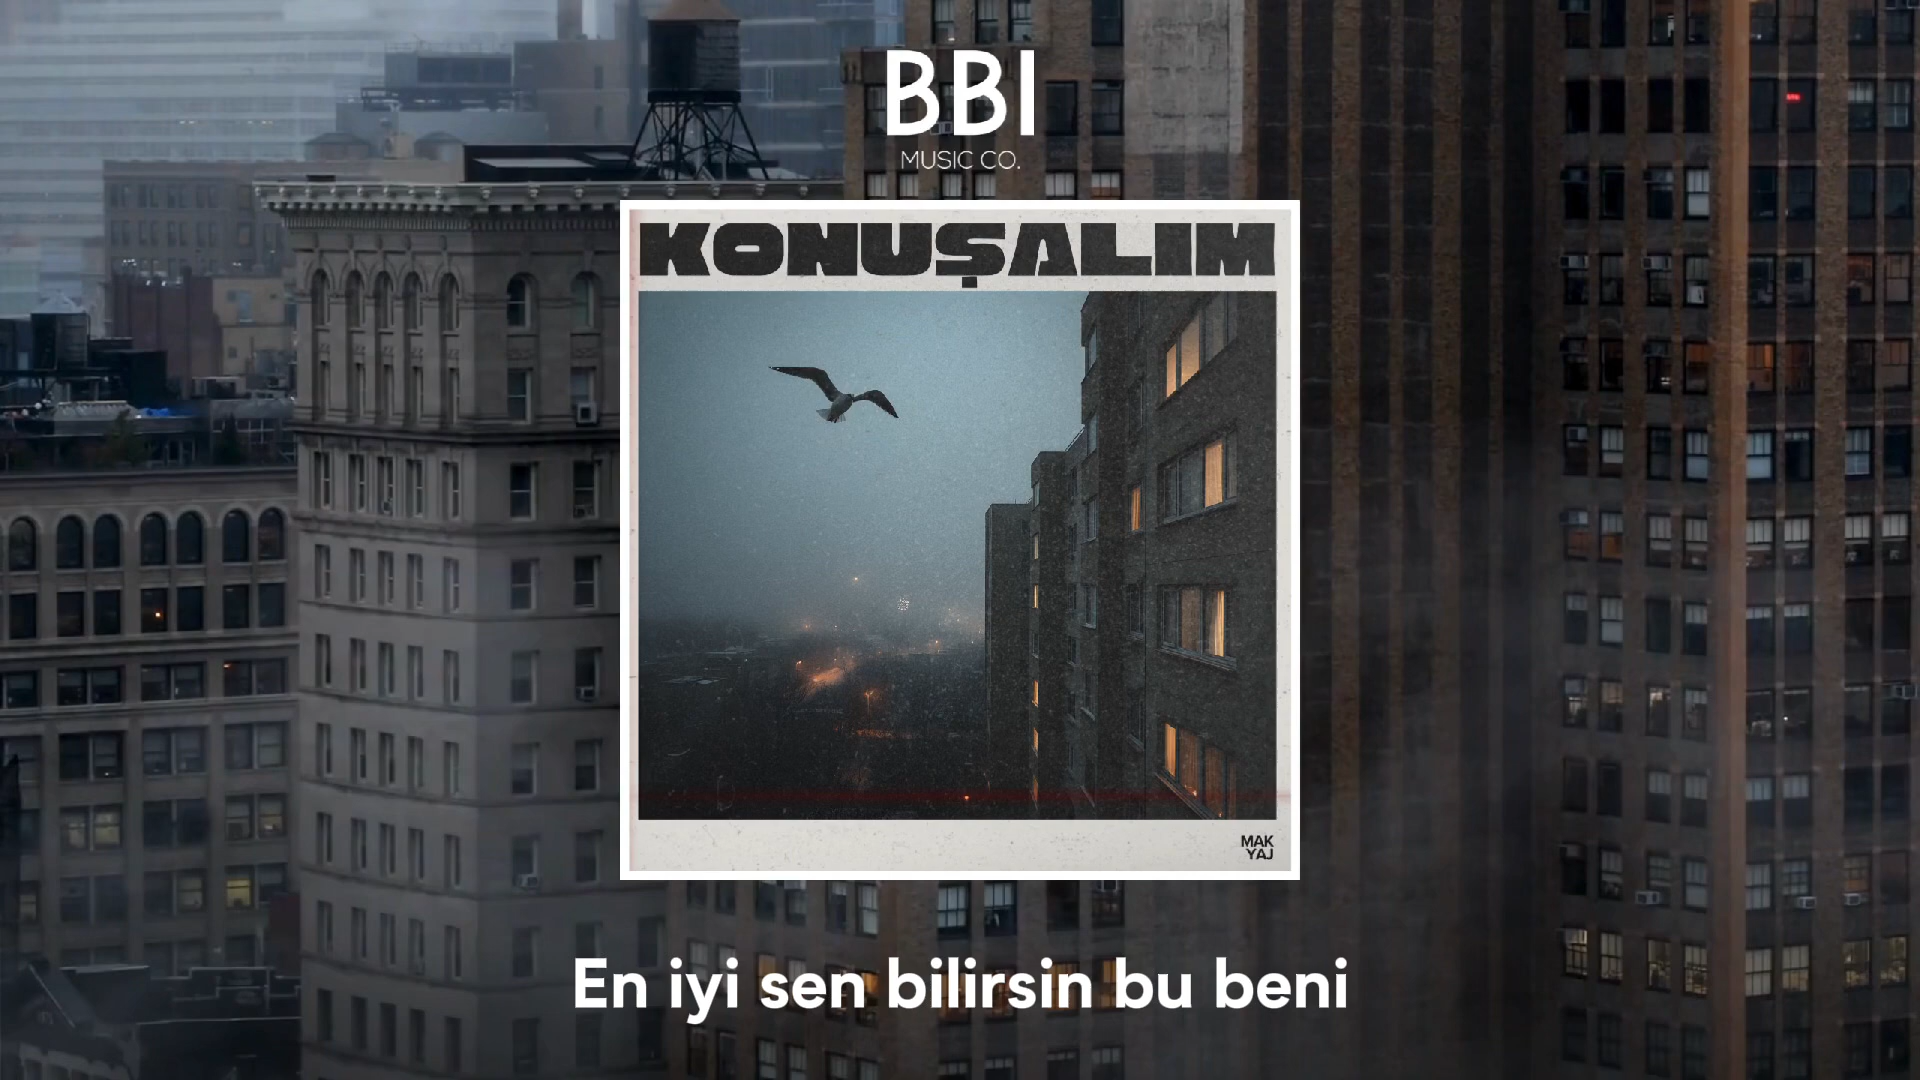 BBI
MUSIC CO.
KONUŞALIM
MAK
YAJ
En iyi sen bilirsin bu beni